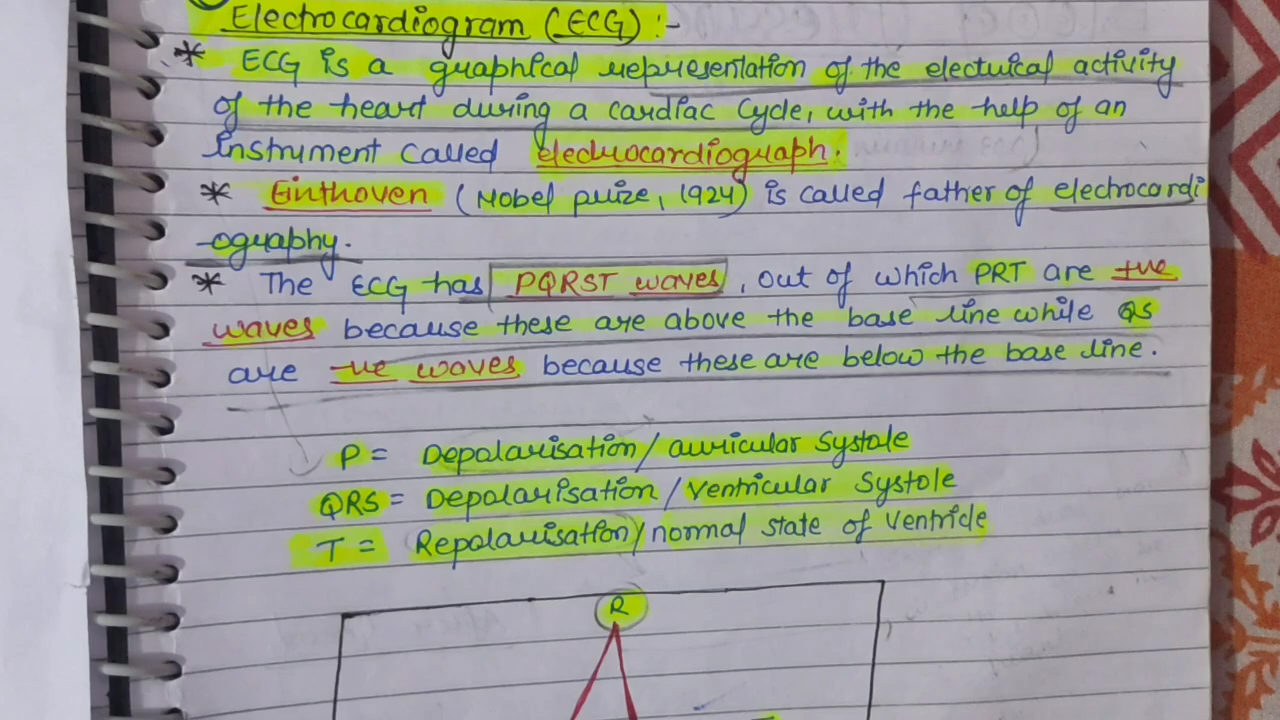 Electrocardiogram (ECG) :-
* ECG is a graphical representation of the electrical activity
of the heart during a cardiac cycle, with the help of an
instrument called electrocardiograph.
* Einthoven (Nobel prize, 1924) is called father of electrocardi
-ography.
* The ECG has PQRST waves, out of which PRT are +ve
waves because these are above the base line while QS
are -ve waves because these are below the base line.
P = Depolarisation/auricular systole
QRS = Depolarisation/ventricular systole
T = Repolarisation/normal state of ventricle
R